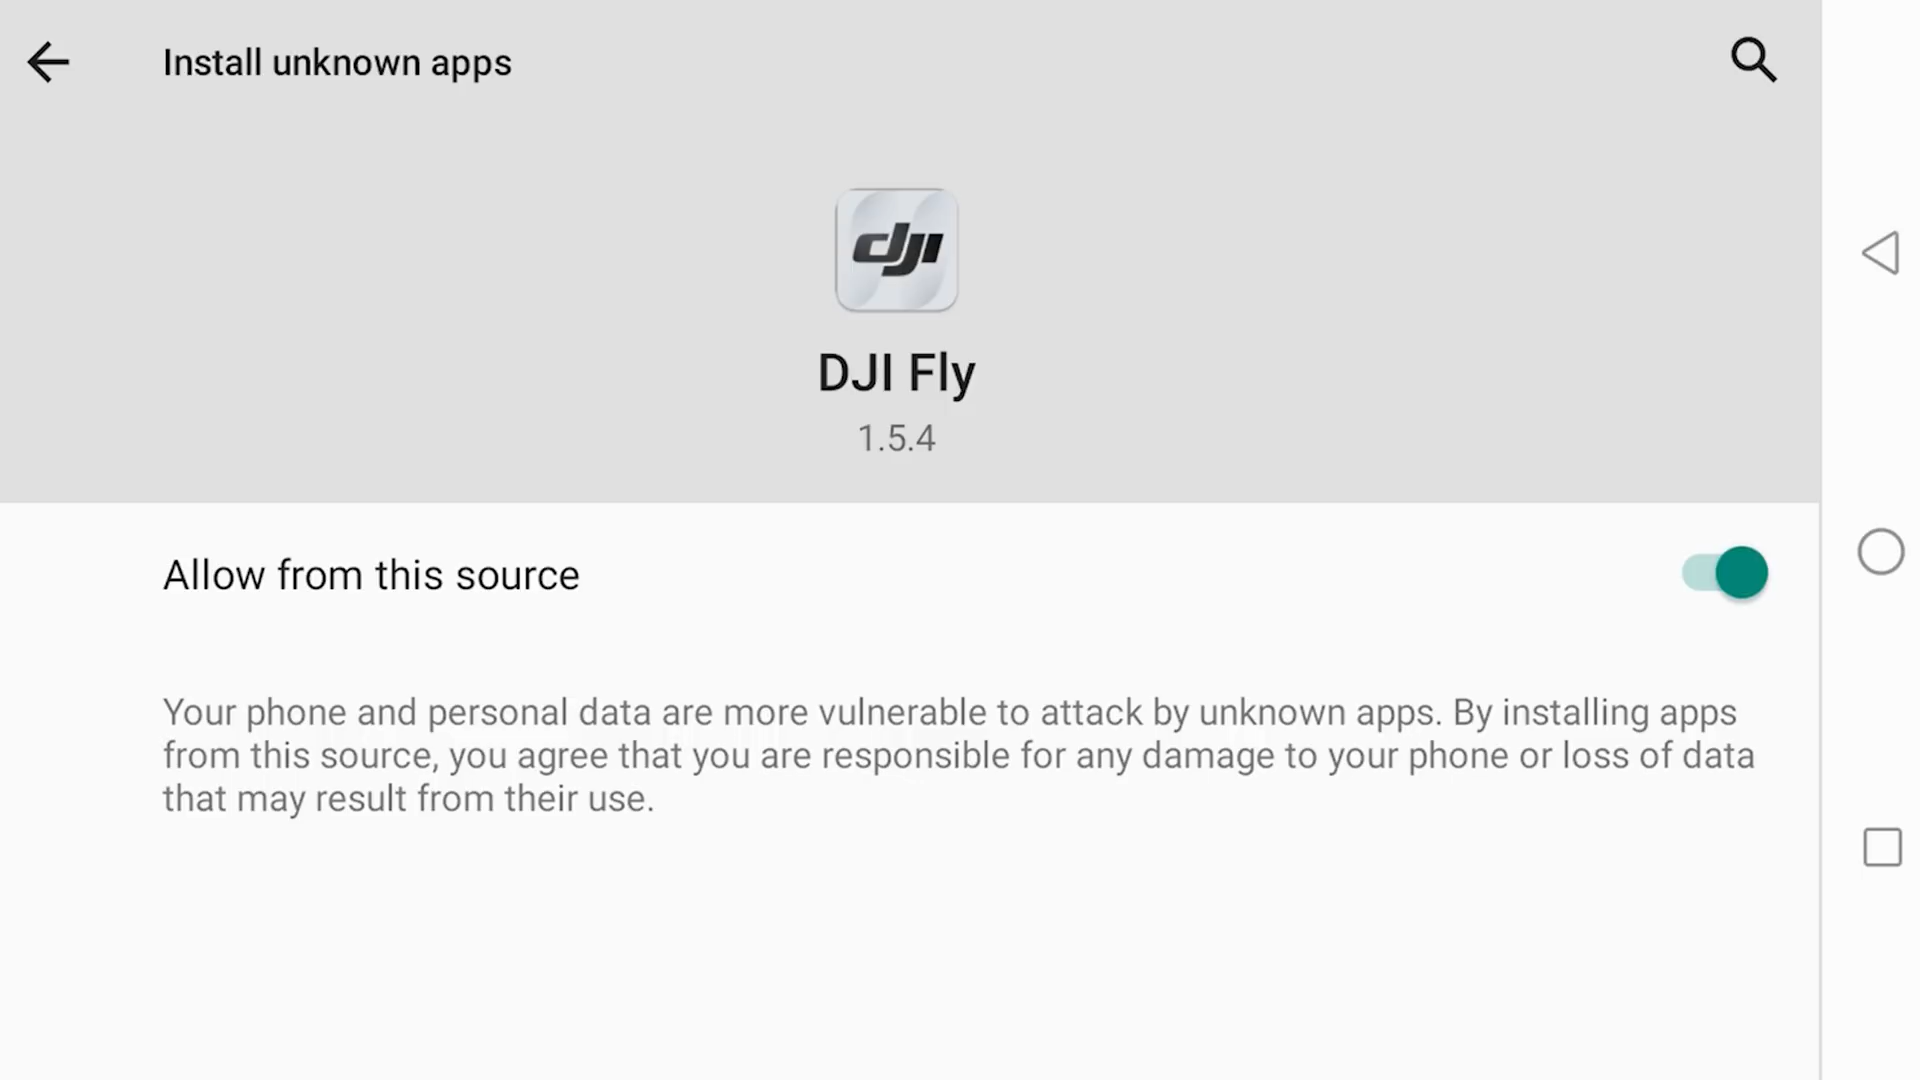 Install unknown apps
dji
DJI Fly
1.5.4
Allow from this source
Your phone and personal data are more vulnerable to attack by unknown apps. By installing apps
from this source, you agree that you are responsible for any damage to your phone or loss of data
that may result from their use.